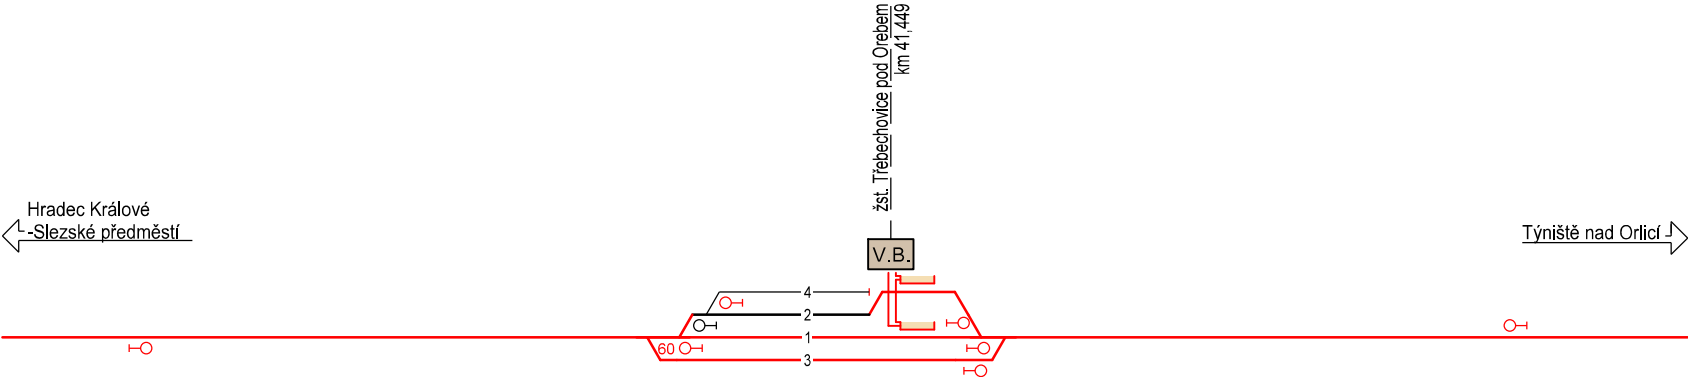 žst. Třebechovice pod Orebem
km 41,449
Hradec Králové
-Slezské předměstí
Týniště nad Orlicí
V.B.
4
2
1
60
3